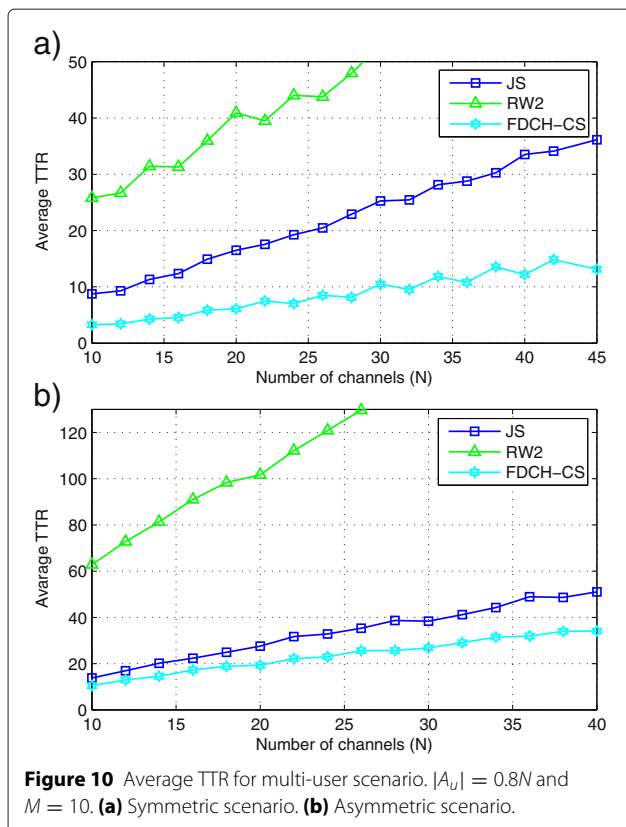 a)
50
40
30
20
10
0
Average TTR
JS
RW2
FDCH-CS
10 15 20 25 30 35 40 45
Number of channels (N)
b)
120
100
80
60
40
20
0
Avarage TTR
JS
RW2
FDCH-CS
10 15 20 25 30 35 40
Number of channels (N)
Figure 10 Average TTR for multi-user scenario. |A_u| = 0.8N and
M = 10. (a) Symmetric scenario. (b) Asymmetric scenario.